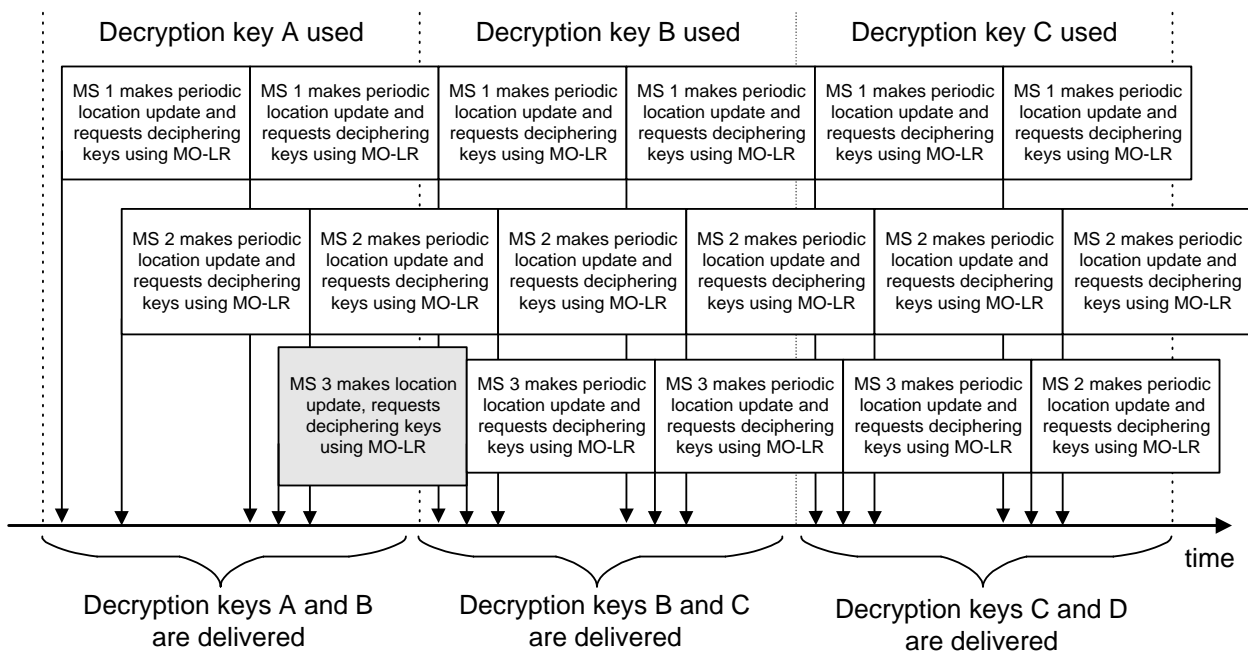 Decryption key A used
Decryption key B used
Decryption key C used
MS 1 makes periodic
location update and
requests deciphering
keys using MO-LR
MS 1 makes periodic
location update and
requests deciphering
keys using MO-LR
MS 1 makes periodic
location update and
requests deciphering
keys using MO-LR
MS 1 makes periodic
location update and
requests deciphering
keys using MO-LR
MS 1 makes periodic
location update and
requests deciphering
keys using MO-LR
MS 1 makes periodic
location update and
requests deciphering
keys using MO-LR
MS 2 makes periodic
location update and
requests deciphering
keys using MO-LR
MS 2 makes periodic
location update and
requests deciphering
keys using MO-LR
MS 2 makes periodic
location update and
requests deciphering
keys using MO-LR
MS 2 makes periodic
location update and
requests deciphering
keys using MO-LR
MS 2 makes periodic
location update and
requests deciphering
keys using MO-LR
MS 2 makes periodic
location update and
requests deciphering
keys using MO-LR
MS 3 makes location
update, requests
deciphering keys
using MO-LR
MS 3 makes periodic
location update and
requests deciphering
keys using MO-LR
MS 3 makes periodic
location update and
requests deciphering
keys using MO-LR
MS 3 makes periodic
location update and
requests deciphering
keys using MO-LR
MS 2 makes periodic
location update and
requests deciphering
keys using MO-LR
time
Decryption keys A and B
are delivered
Decryption keys B and C
are delivered
Decryption keys C and D
are delivered